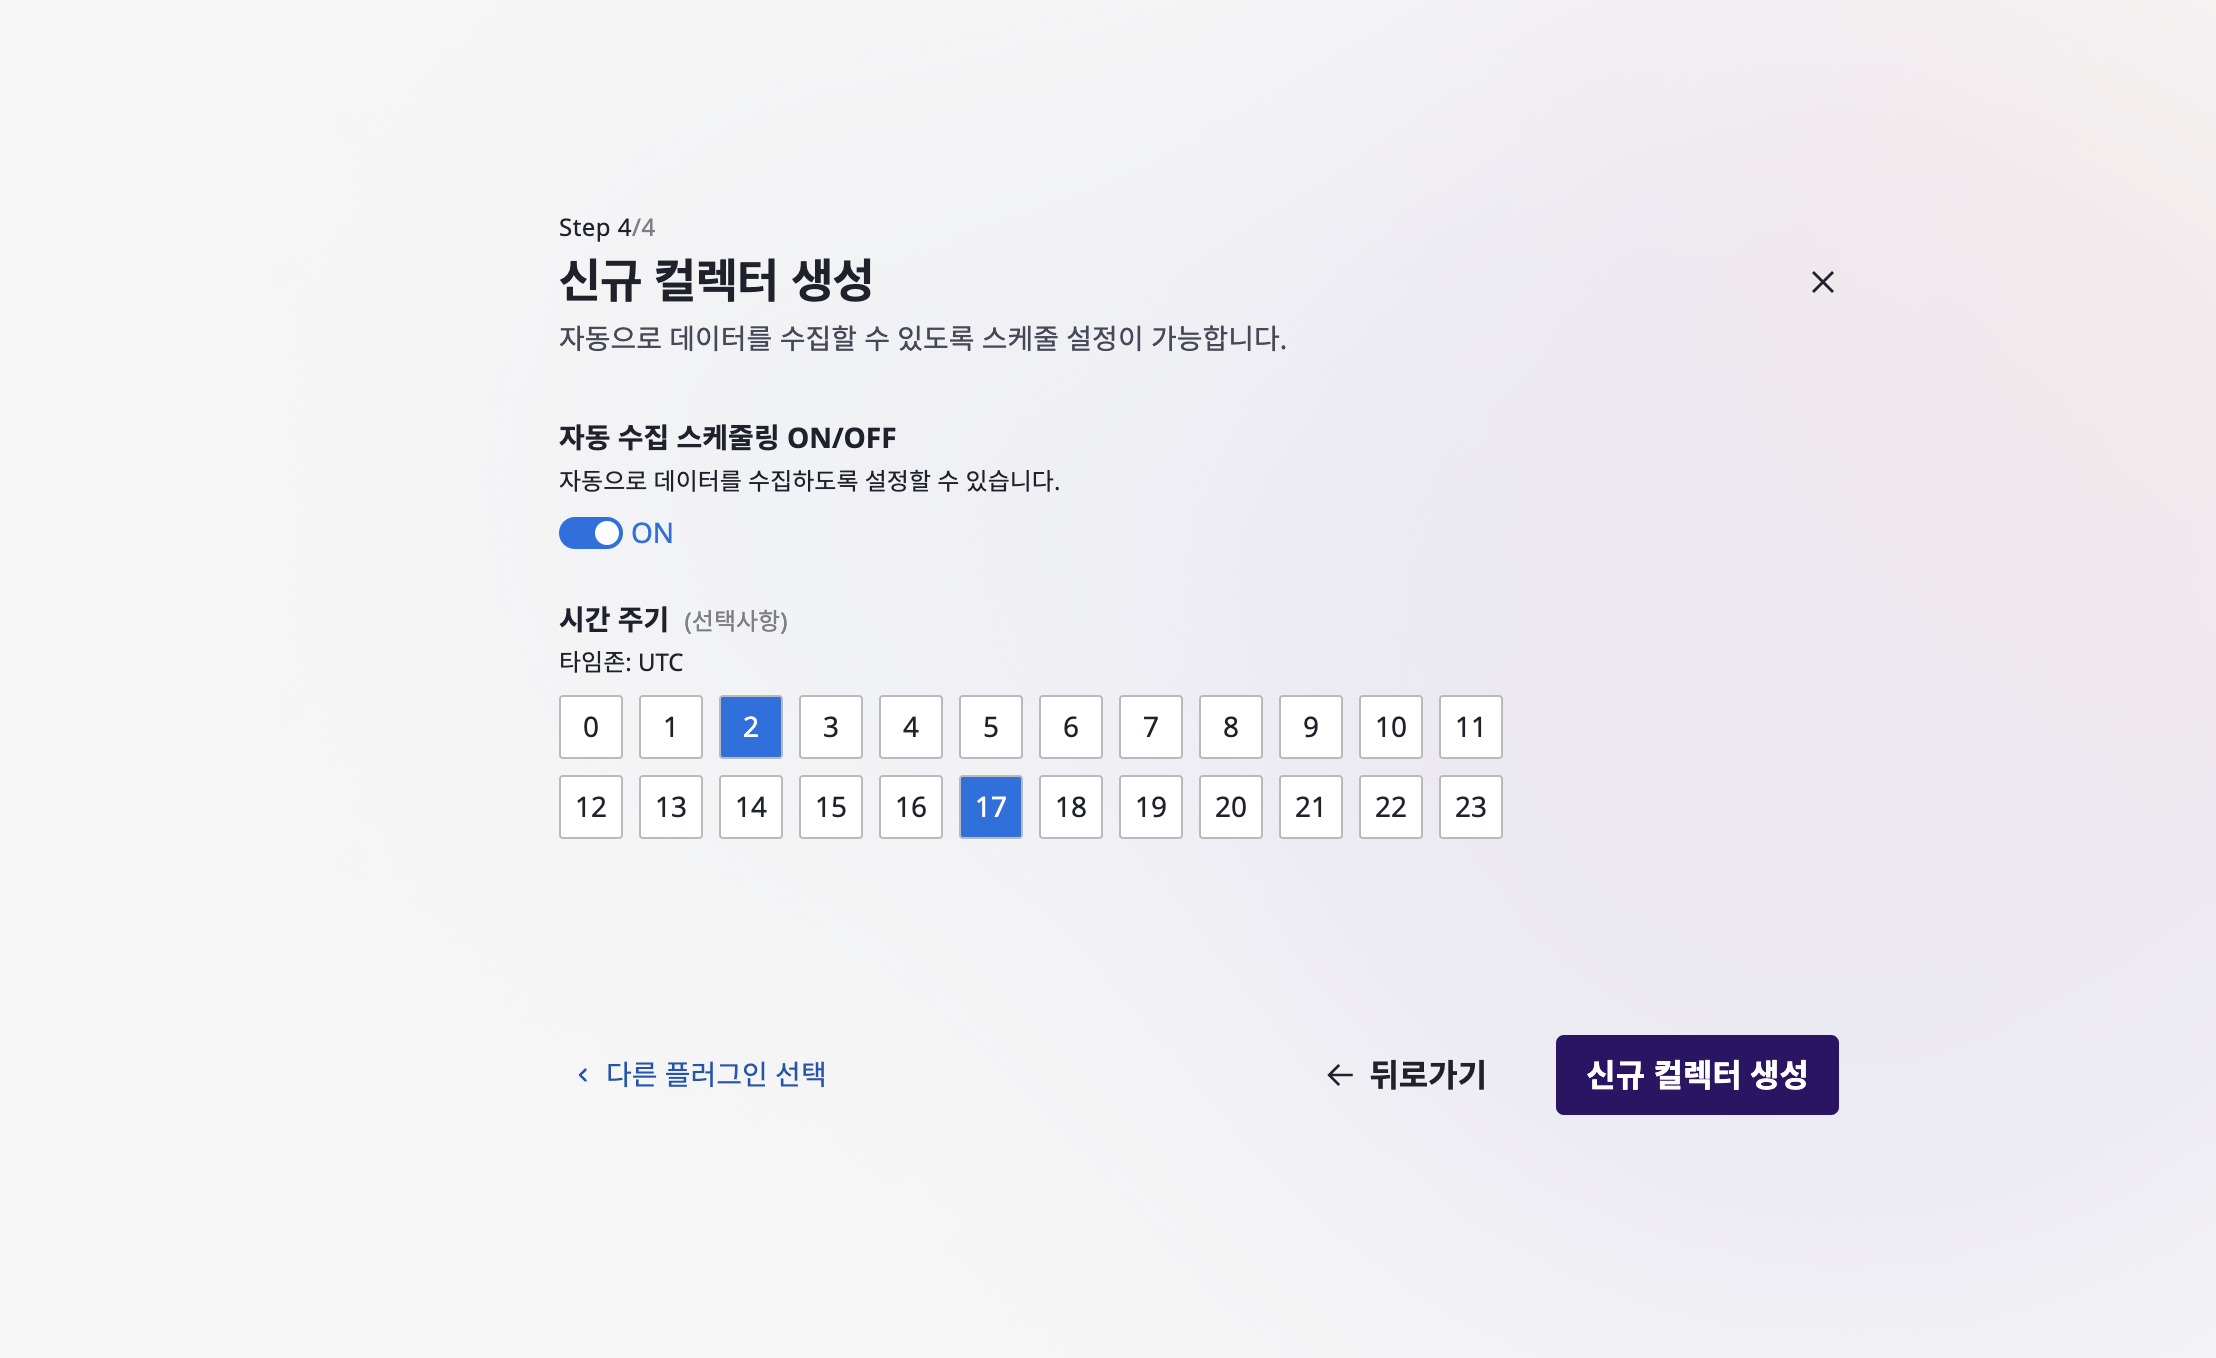 Step 4/4
신규 컬렉터 생성
자동으로 데이터를 수집할 수 있도록 스케줄 설정이 가능합니다.
자동 수집 스케줄링 ON/OFF
자동으로 데이터를 수집하도록 설정할 수 있습니다.
ON
시간 주기 (선택사항)
타임존: UTC
0 1 2 3 4 5 6 7 8 9 10 11
12 13 14 15 16 17 18 19 20 21 22 23
다른 플러그인 선택 뒤로가기 신규 컬렉터 생성